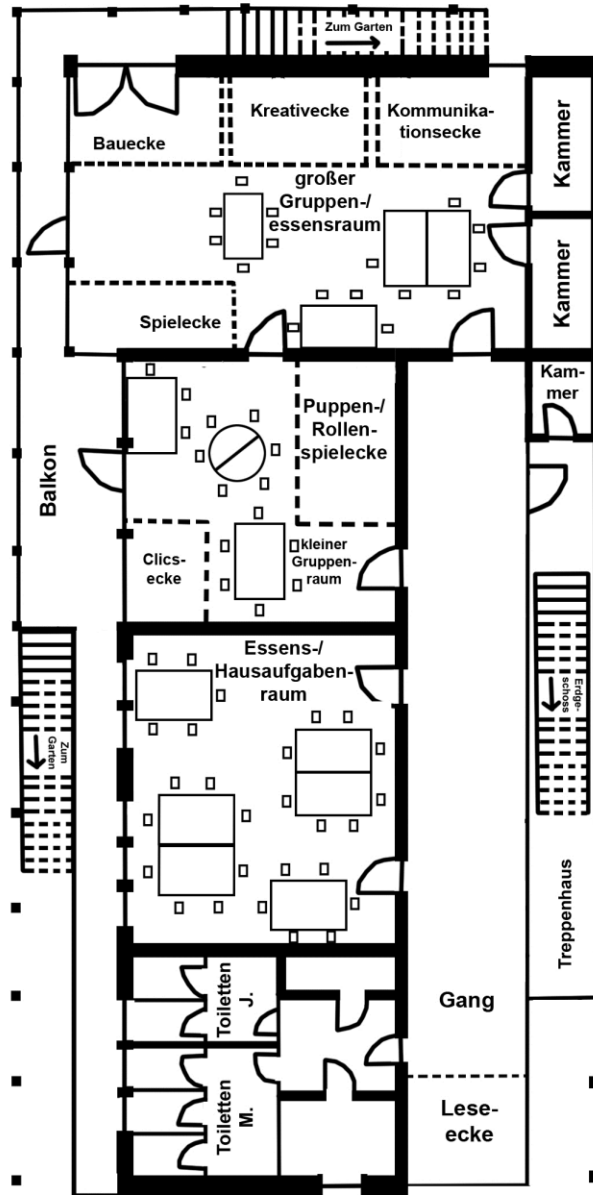 Zum Garten
Bauecke
Kreativecke
Kommunika-
tionsecke
Kammer
großer
Gruppen-/
essensraum
Kammer
Spielecke
Kam-
mer
Puppen-/
Rollen-
spielecke
Balkon
Clics-
ecke
kleiner
Gruppen-
raum
Essens-/
Hausaufgaben-
raum
Zum
Garten
Erdge-
schoss
Treppenhaus
Toiletten
J.
Gang
Toiletten
M.
Lese-
ecke